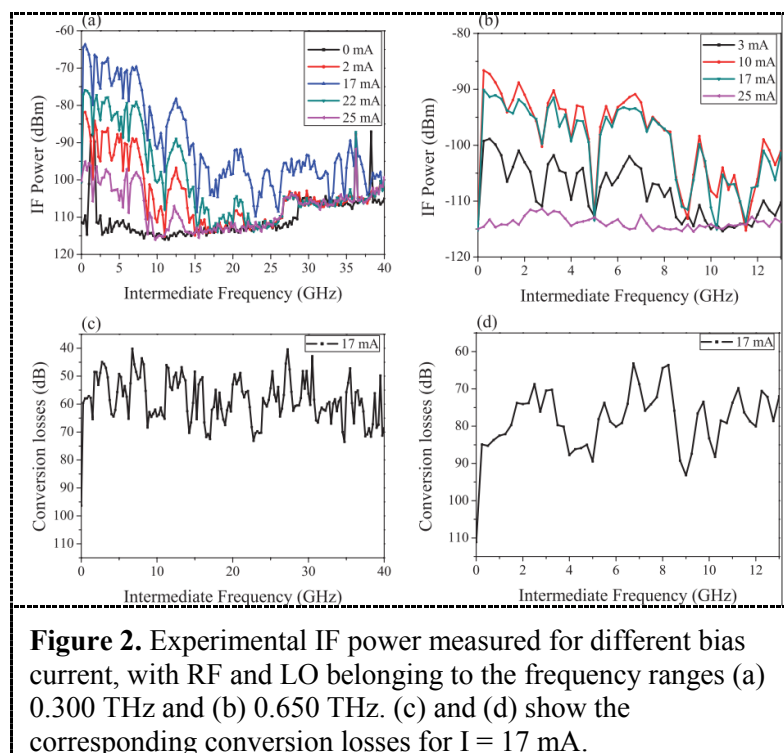 (a)
-60
-70
-80
-90
100
110
120
0 5 10 15 20 25 30 35 40
IF Power (dBm)
Intermediate Frequency (GHz)
0 mA
2 mA
17 mA
22 mA
25 mA
(b)
-80
-90
-100
-110
-120
0 2 4 6 8 10 12
IF Power (dBm)
Intermediate Frequency (GHz)
3 mA
10 mA
17 mA
25 mA
(c)
40
50
60
70
80
90
100
110
0 10 20 30 40
Conversion losses (dB)
Intermediate Frequency (GHz)
17 mA
(d)
60
70
80
90
100
110
0 2 4 6 8 10 12
Conversion losses (dB)
Intermediate Frequency (GHz)
17 mA
Figure 2. Experimental IF power measured for different bias
current, with RF and LO belonging to the frequency ranges (a)
0.300 THz and (b) 0.650 THz. (c) and (d) show the
corresponding conversion losses for I = 17 mA.